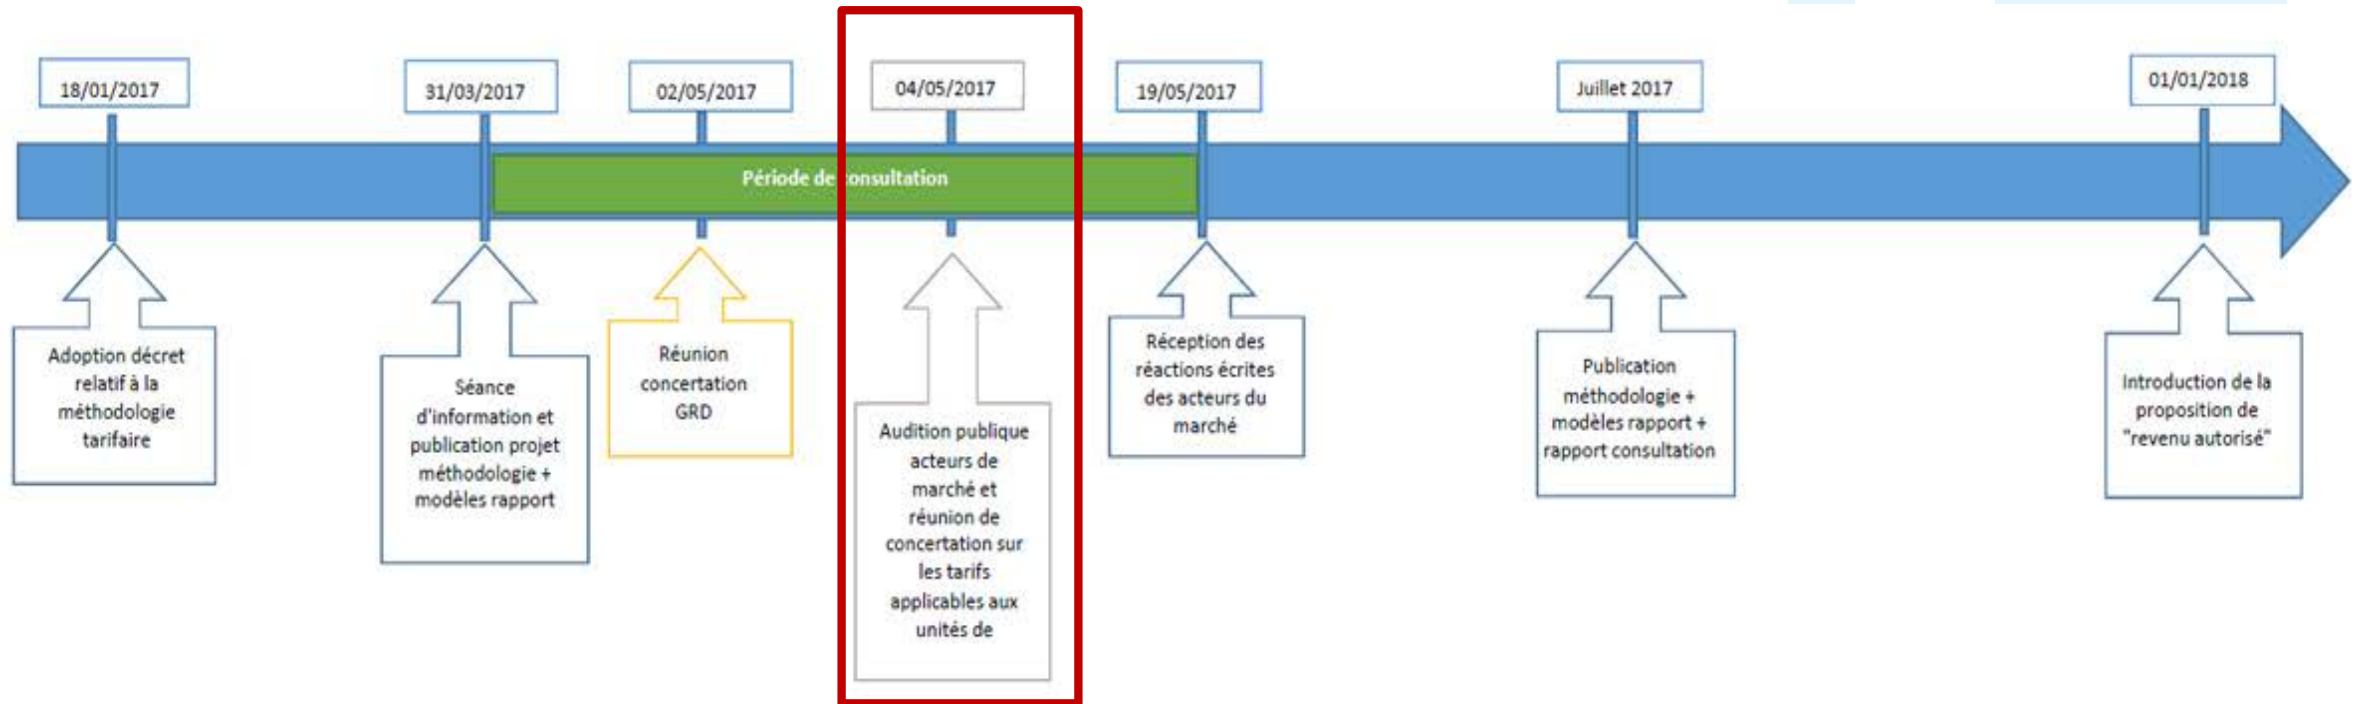 18/01/2017
31/03/2017
02/05/2017
04/05/2017
19/05/2017
Juillet 2017
01/01/2018
Période de consultation
Adoption décret
relatif à la
méthodologie
tarifaire
Séance
d'information et
publication projet
méthodologie +
modèles rapport
Réunion
concertation
GRD
Audition publique
acteurs de
marché et
réunion de
concertation sur
les tarifs
applicables aux
unités de
Réception des
réactions écrites
des acteurs du
marché
Publication
méthodologie +
modèles rapport +
rapport consultation
Introduction de la
proposition de
"revenu autorisé"